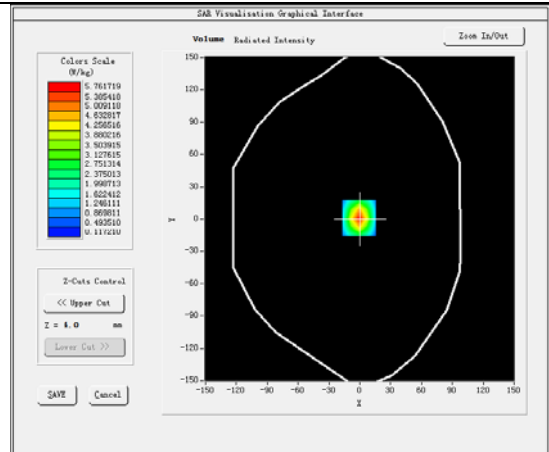 SAR Visualisation Graphical Interface
Volume Radiated Intensity
Zoom In/Out
Colors Scale
(W/kg)
5.761719
5.385418
5.009118
4.632817
4.256516
3.880216
3.503915
3.127615
2.751314
2.375013
1.998713
1.622412
1.246111
0.869811
0.493510
0.117210
150
120
90
60
30
0
-30
-60
-90
-120
-150
Y
-150 -120 -90 -60 -30 0 30 60 90 120 150
X
Z-Cuts Control
<< Upper Cut
Z = 4.0 mm
Lower Cut >>
SAVE Cancel